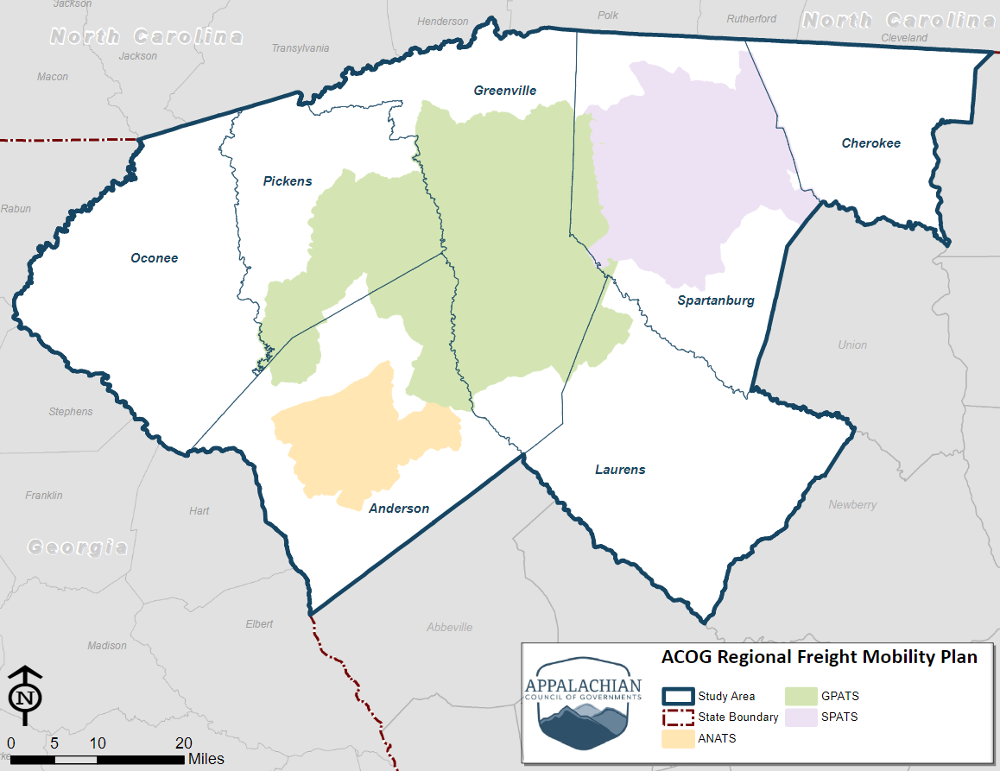 Jackson
Henderson
Polk
Rutherford
North Carolina
Cleveland
North Carolina
Transylvania
Jackson
Macon
Greenville
Cherokee
Pickens
Rabun
Oconee
Spartanburg
Union
Stephens
Laurens
Franklin
Hart
Anderson
Newberry
Georgia
Elbert
Abbeville
Madison
N
0 5 10 20
Miles
ACOG Regional Freight Mobility Plan
APPALACHIAN
COUNCIL OF GOVERNMENTS
Study Area
GPATS
State Boundary
SPATS
ANATS